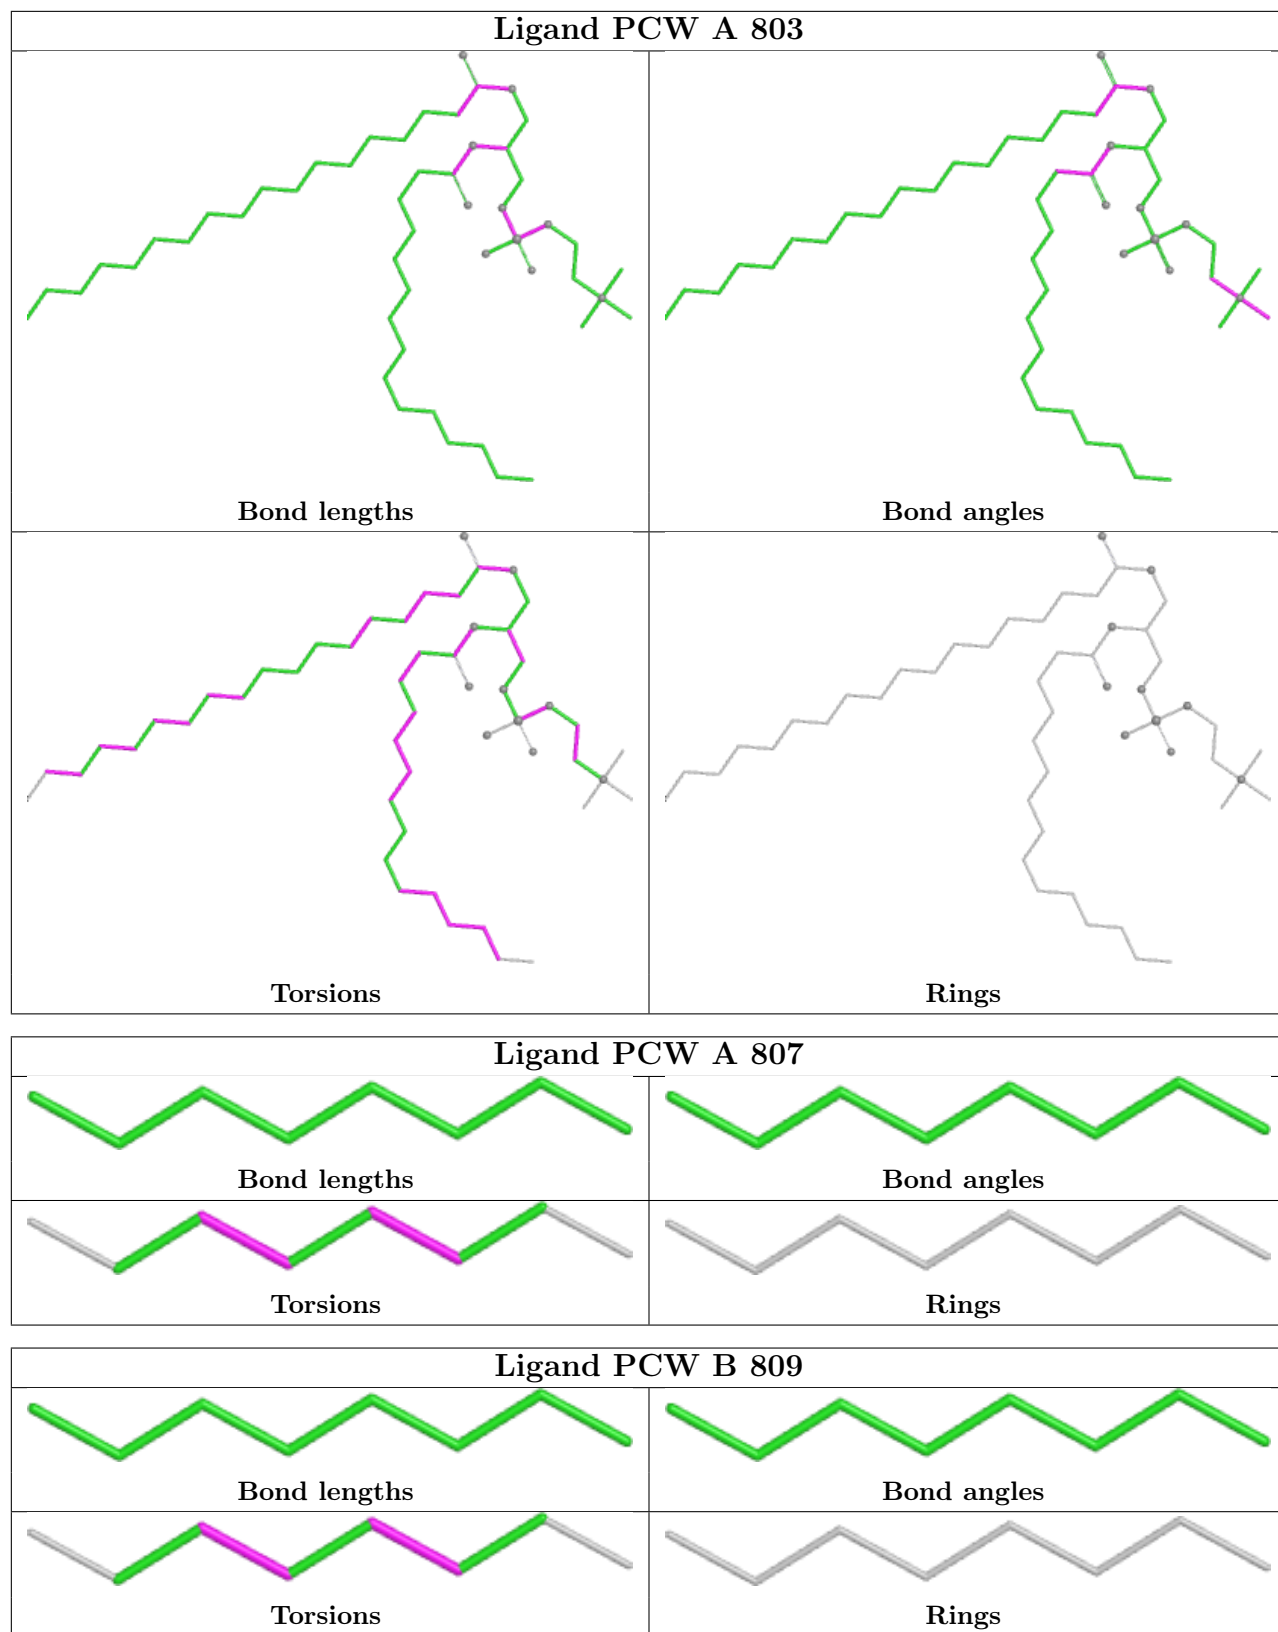 Ligand PCW A 803
Bond lengths
Bond angles
Torsions
Rings
Ligand PCW A 807
Bond lengths
Bond angles
Torsions
Rings
Ligand PCW B 809
Bond lengths
Bond angles
Torsions
Rings